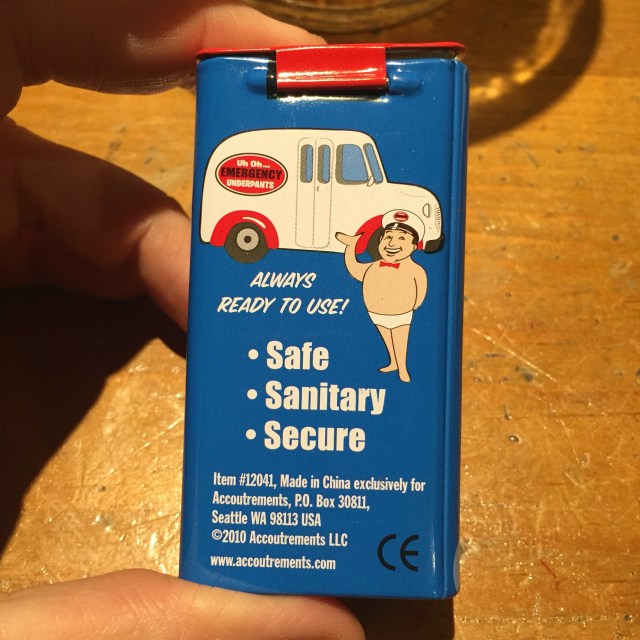 Uh Oh...
EMERGENCY
UNDERPANTS
ALWAYS
READY TO USE!
• Safe
• Sanitary
• Secure
Item #12041, Made in China exclusively for
Accoutrements, P.O. Box 30811,
Seattle WA 98113 USA
©2010 Accoutrements LLC
www.accoutrements.com
CE